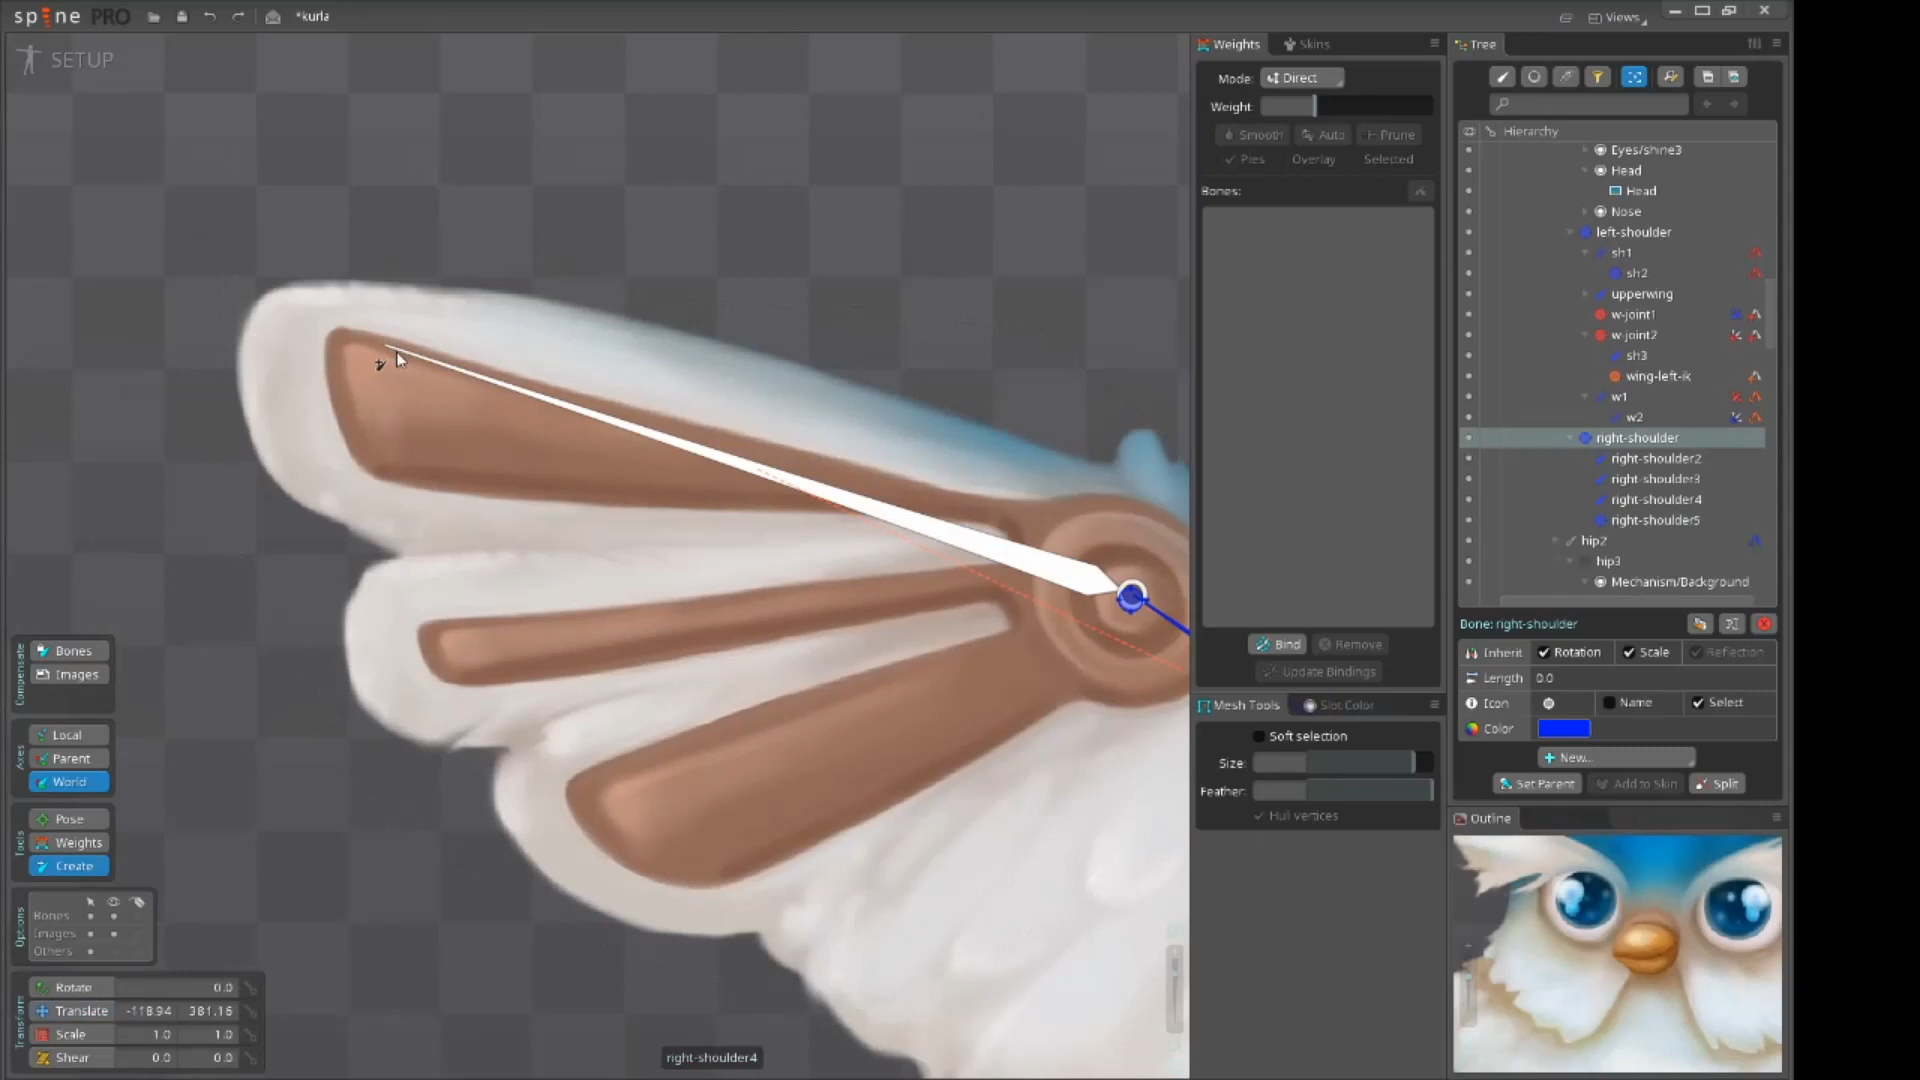 spine PRO
*kurla
Views
SETUP
Weights
Skins
Tree
Mode:
Direct
Weight:
Smooth
Auto
Prune
Pies
Overlay
Selected
Bones:
Hierarchy
Eyes/shine3
Head
Head
Nose
left-shoulder
sh1
sh2
upperwing
w-joint1
w-joint2
sh3
wing-left-ik
w1
w2
right-shoulder
right-shoulder2
right-shoulder3
right-shoulder4
right-shoulder5
hip2
hip3
Mechanism/Background
Bind
Remove
Update Bindings
Bone: right-shoulder
Inherit
Rotation
Scale
Reflection
Length
0.0
Icon
Name
Select
Color
New...
Set Parent
Add to Skin
Split
Mesh Tools
Slot Color
Soft selection
Size:
Feather:
Hull vertices
Outline
Compensate
Bones
Images
Axes
Local
Parent
World
Tools
Pose
Weights
Create
Options
Bones
Images
Others
Transform
Rotate
0.0
Translate
-118.94
381.16
Scale
1.0
1.0
Shear
0.0
0.0
right-shoulder4